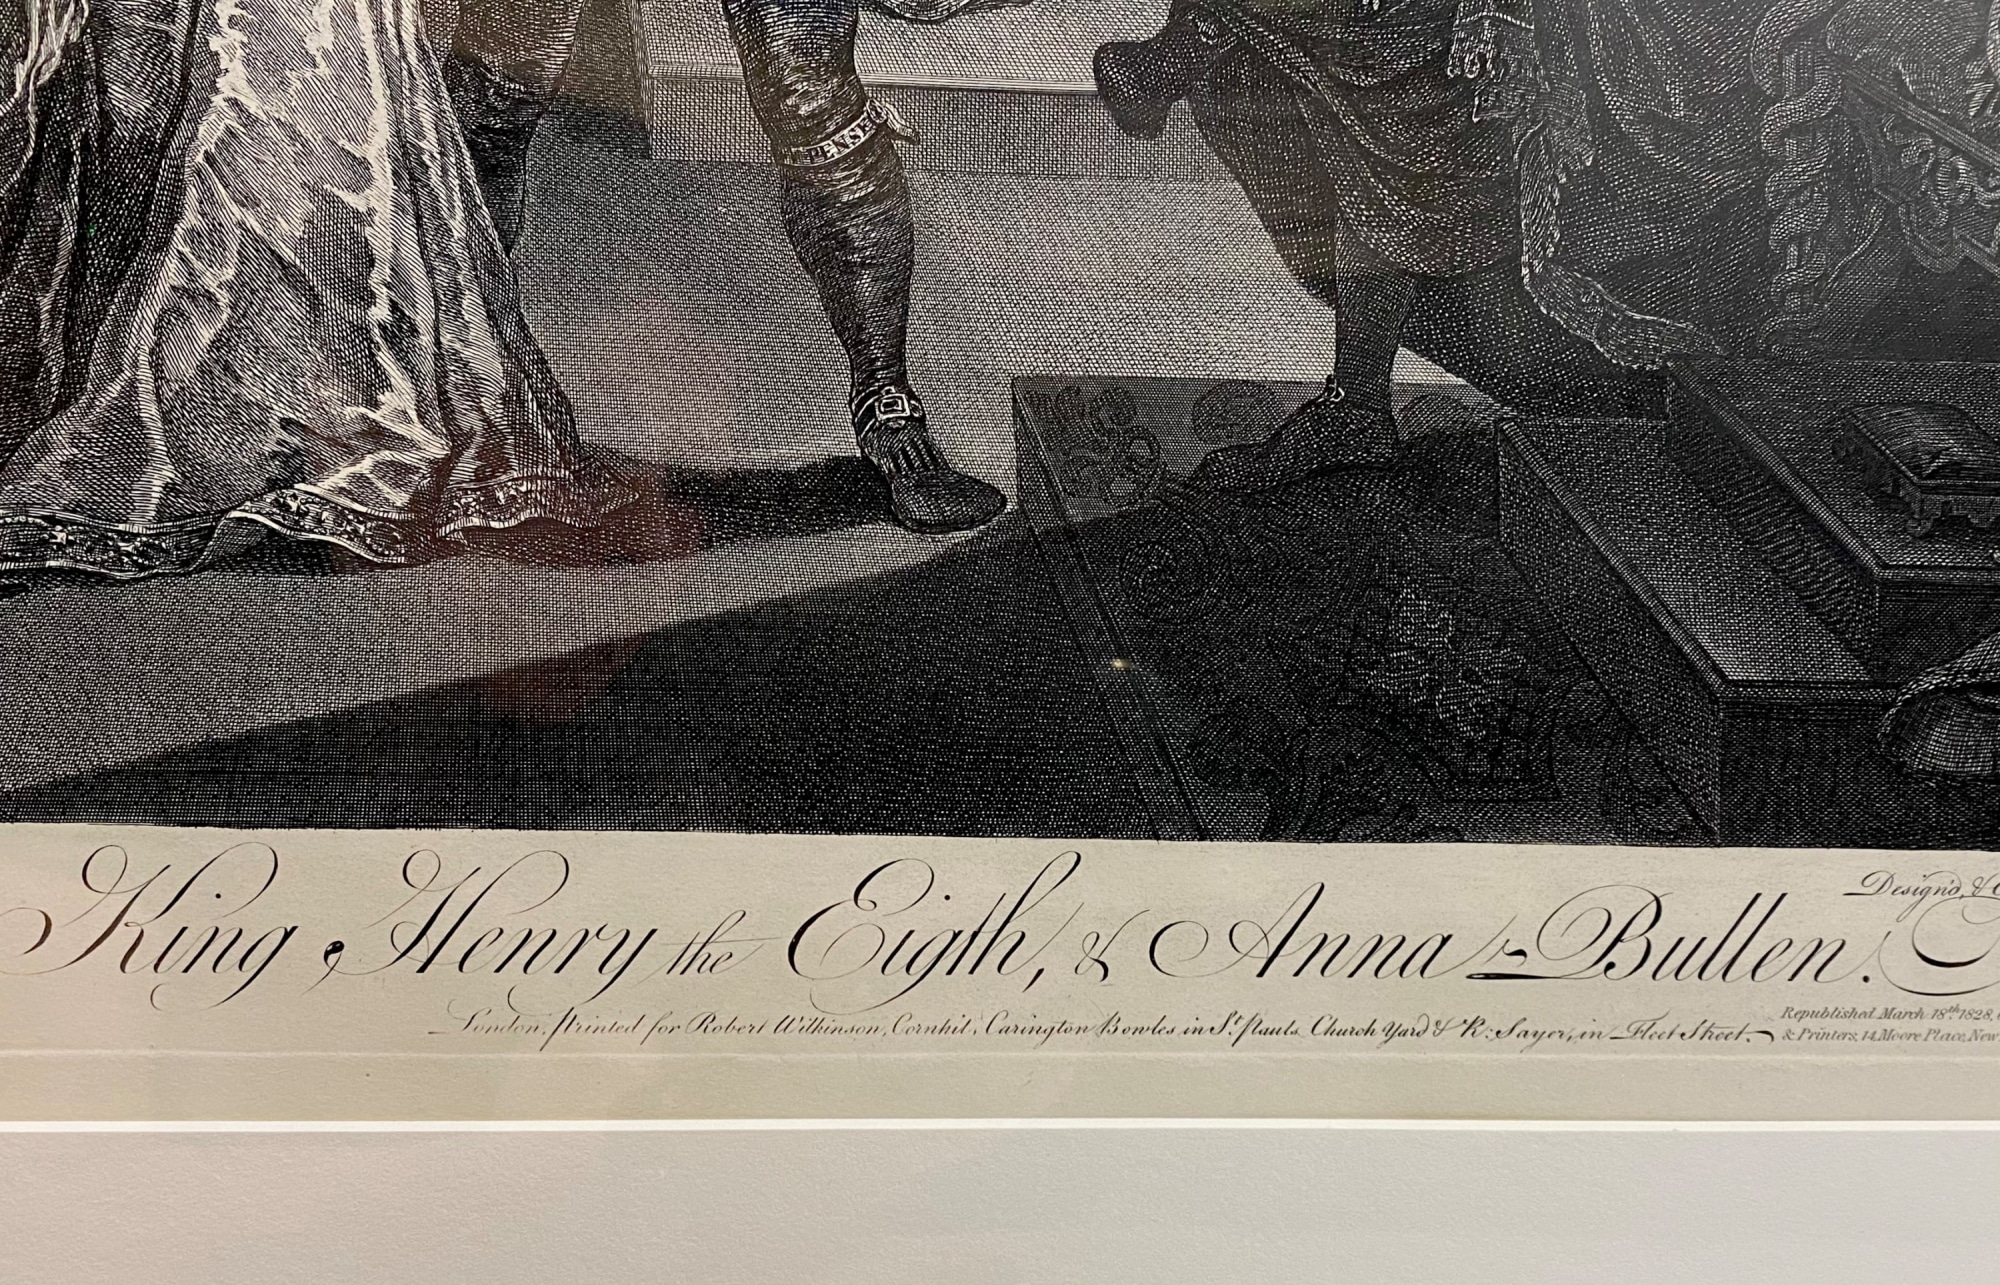 PENSE
Design'd, &
King Henry the Eigth, & Anna Bullen.
London, Printed for Robert Wilkinson, Cornhil, Carington Bowles in St. Pauls Church Yard & R: Sayer, in Fleet Street.
Republished March 18th. 1828,
& Printers, 14, Moore Place, New